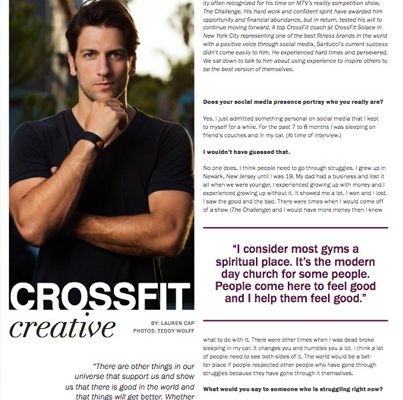 CROSSFIT
creative
BY: LAUREN CAP
PHOTOS: TEDDY WOLFF
"There are other things in our
universe that support us and show
us that there is good in the world and
that things will get better. Whether
ity often recognized for his time on MTV's reality competition show,
The Challenge. His hard work and confident spirit have awarded him
opportunity and financial abundance, but in return, tested his will to
continue moving forward. A top CrossFit coach at CrossFit Solace in
New York City representing one of the best fitness brands in the world
with a positive voice through social media, Santucci's current success
didn't come easily to him. He experienced hard times and persevered.
We sat down to talk to him about using experience to inspire others to
be the best version of themselves.
Does your social media presence portray who you really are?
Yes. I just admitted something personal on social media that I kept
to myself for a while. For the past 7 to 8 months I was sleeping on
friend's couches and in my car. (At time of interview.)
I wouldn't have guessed that.
No one does. I think people need to go through struggles. I grew up in
Newark, New Jersey until I was 19. My dad had a business and lost it
all when we were younger. I experienced growing up with money and I
experienced growing up without it. It showed me a lot. I won and I lost.
I saw the good and the bad. There were times when I would come off
of a show (The Challenge) and I would have more money then I knew
"I consider most gyms a
spiritual place. It's the modern
day church for some people.
People come here to feel good
and I help them feel good."
what to do with it. There were other times when I was dead broke
sleeping in my car. It changes you and humbles you a lot. I think a lot
of people need to see both sides of it. The world would be a bet-
ter place if people respected other people who have gone through
struggles because they have gone through it themselves.
What would you say to someone who is struggling right now?